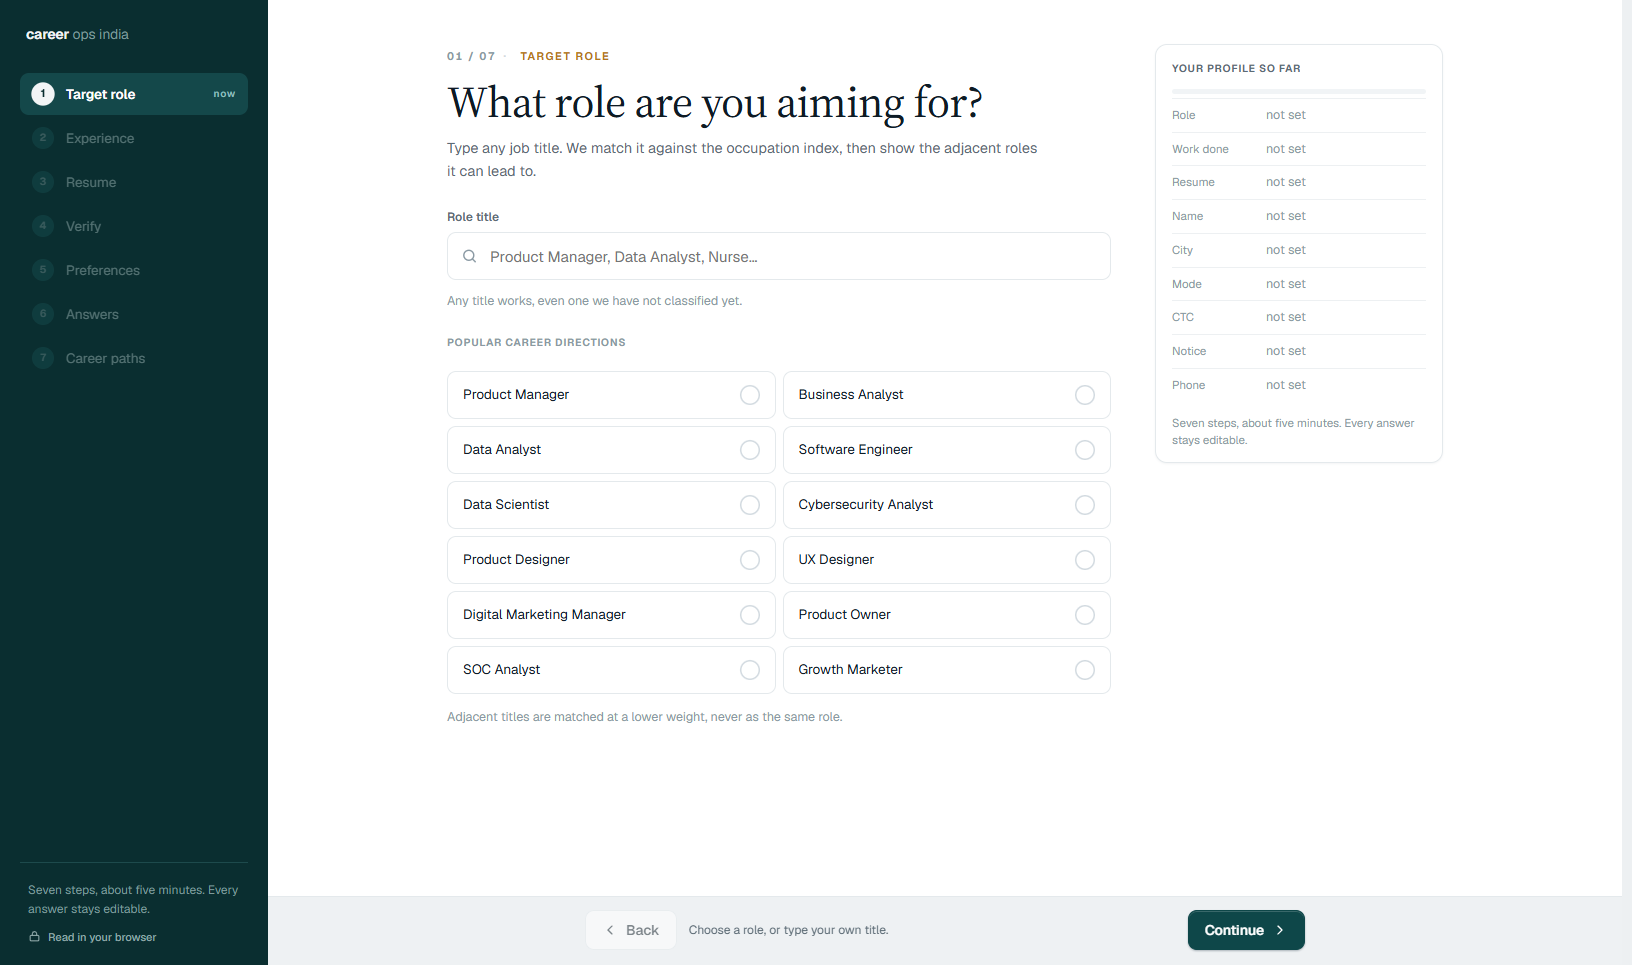 career ops india
1 Target role now
2 Experience
3 Resume
4 Verify
5 Preferences
6 Answers
7 Career paths
Seven steps, about five minutes. Every
answer stays editable.
Read in your browser
01 / 07 · TARGET ROLE
What role are you aiming for?
Type any job title. We match it against the occupation index, then show the adjacent roles
it can lead to.
Role title
Product Manager, Data Analyst, Nurse...
Any title works, even one we have not classified yet.
POPULAR CAREER DIRECTIONS
Product Manager
Business Analyst
Data Analyst
Software Engineer
Data Scientist
Cybersecurity Analyst
Product Designer
UX Designer
Digital Marketing Manager
Product Owner
SOC Analyst
Growth Marketer
Adjacent titles are matched at a lower weight, never as the same role.
YOUR PROFILE SO FAR
Role not set
Work done not set
Resume not set
Name not set
City not set
Mode not set
CTC not set
Notice not set
Phone not set
Seven steps, about five minutes. Every answer
stays editable.
Back
Choose a role, or type your own title.
Continue